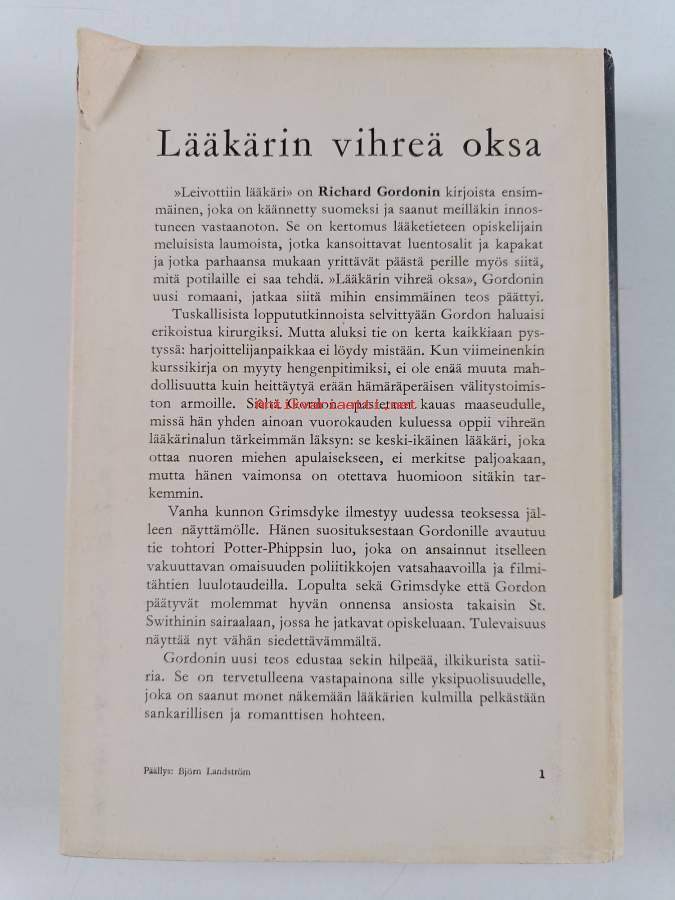 Lääkärin vihreä oksa
»Leivottiin lääkäri» on Richard Gordonin kirjoista ensim-
mäinen, joka on käännetty suomeksi ja saanut meilläkin innos-
tuneen vastaanoton. Se on kertomus lääketieteen opiskelijain
meluisista laumoista, jotka kansoittavat luentosalit ja kapakat
ja jotka parhaansa mukaan yrittävät päästä perille myös siitä,
mitä potilaille ei saa tehdä. »Lääkärin vihreä oksa», Gordonin
uusi romaani, jatkaa siitä mihin ensimmäinen teos päättyi.
Tuskallisista lopputukinnoista selvittyään Gordon haluaisi
erikoistua kirurgiksi. Mutta aluksi tie on kerta kaikkiaan pys-
tyssä: harjoittelijanpaikkaa ei löydy mistään. Kun viimeinenkin
kurssikirja on myyty hengenpitimiksi, ei ole enää muuta mah-
dollisuutta kuin heittäytyä erään hämäräperäisen välitystoimis-
ton armoille. Sieltä Gordon opastetaan kauas maaseudulle,
missä hän yhden ainoan vuorokauden kuluessa oppii vihreän
lääkärinalun tärkeimmän läksyn: se keski-ikäinen lääkäri, joka
ottaa nuoren miehen apulaisekseen, ei merkitse paljoakaan,
mutta hänen vaimonsa on otettava huomioon sitäkin tar-
kemmin.
Vanha kunnon Grimsdyke ilmestyy uudessa teoksessa jäl-
leen näyttämölle. Hänen suosituksestaan Gordonille avautuu
tie tohtori Potter-Phippsin luo, joka on ansainnut itselleen
vakuuttavan omaisuuden poliitikkojen vatsahaavoilla ja filmi-
tähtien luulotaudeilla. Lopulta sekä Grimsdyke että Gordon
päätyvät molemmat hyvän onnensa ansiosta takaisin St.
Swithinin sairaalaan, jossa he jatkavat opiskeluaan. Tulevaisuus
näyttää nyt vähän siedettävämmältä.
Gordonin uusi teos edustaa sekin hilpeää, ilkikurista satii-
ria. Se on tervetulleena vastapainona sille yksipuolisuudelle,
joka on saanut monet näkemään lääkärien kulmilla pelkästään
sankarillisen ja romanttisen hohteen.
Päällys: Björn Landström 1